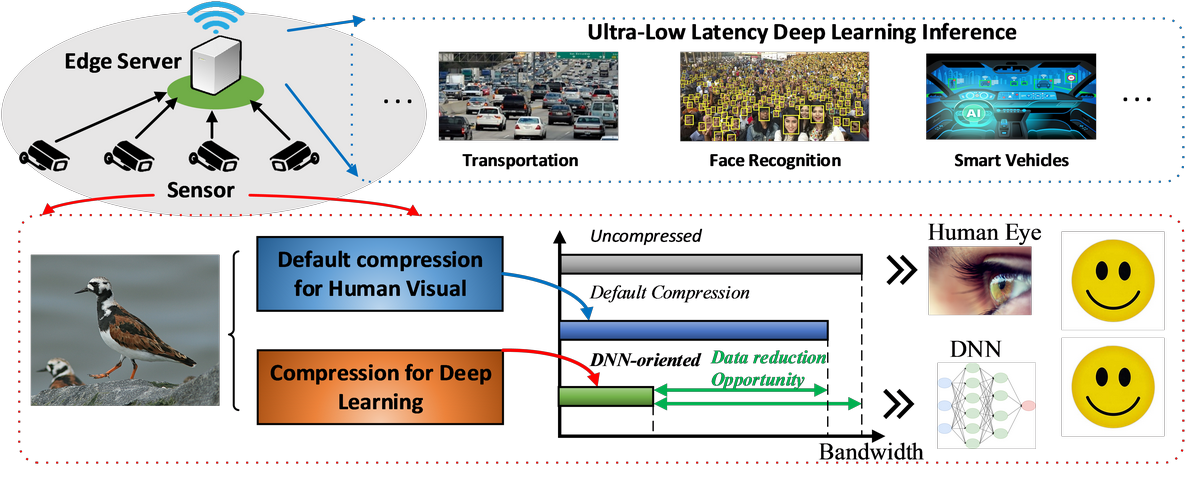 Edge Server
Sensor
...
Ultra-Low Latency Deep Learning Inference
Transportation
Face Recognition
Smart Vehicles
AI
...
Default compression
for Human Visual
Compression for Deep
Learning
Uncompressed
Default Compression
DNN-oriented
Data reduction
Opportunity
Bandwidth
Human Eye
DNN